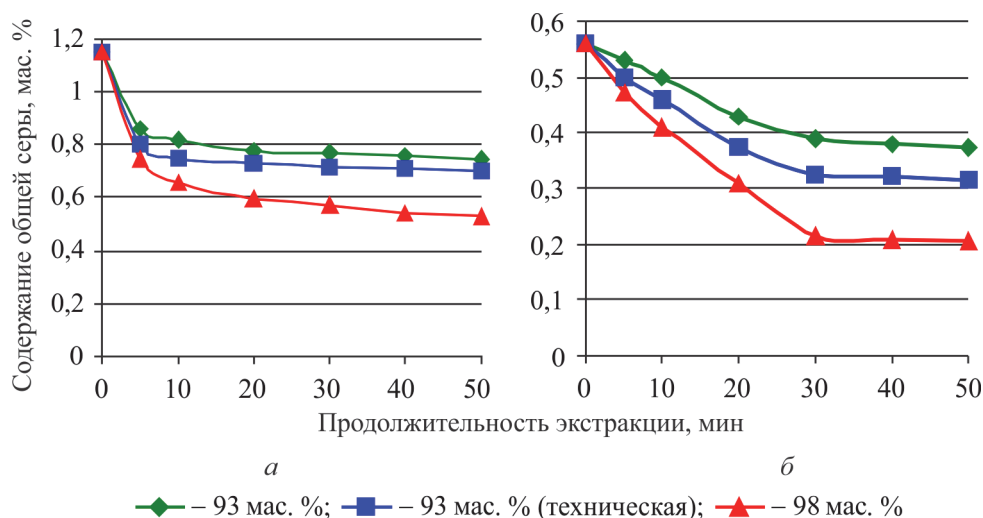 Содержание общей серы, мас. %
1,2
1
0,8
0,6
0,4
0,2
0
0 10 20 30 40 50
0,6
0,5
0,4
0,3
0,2
0,1
0
0 10 20 30 40 50
Продолжительность экстракции, мин
а б
– 93 мас. %; – 93 мас. % (техническая); – 98 мас. %